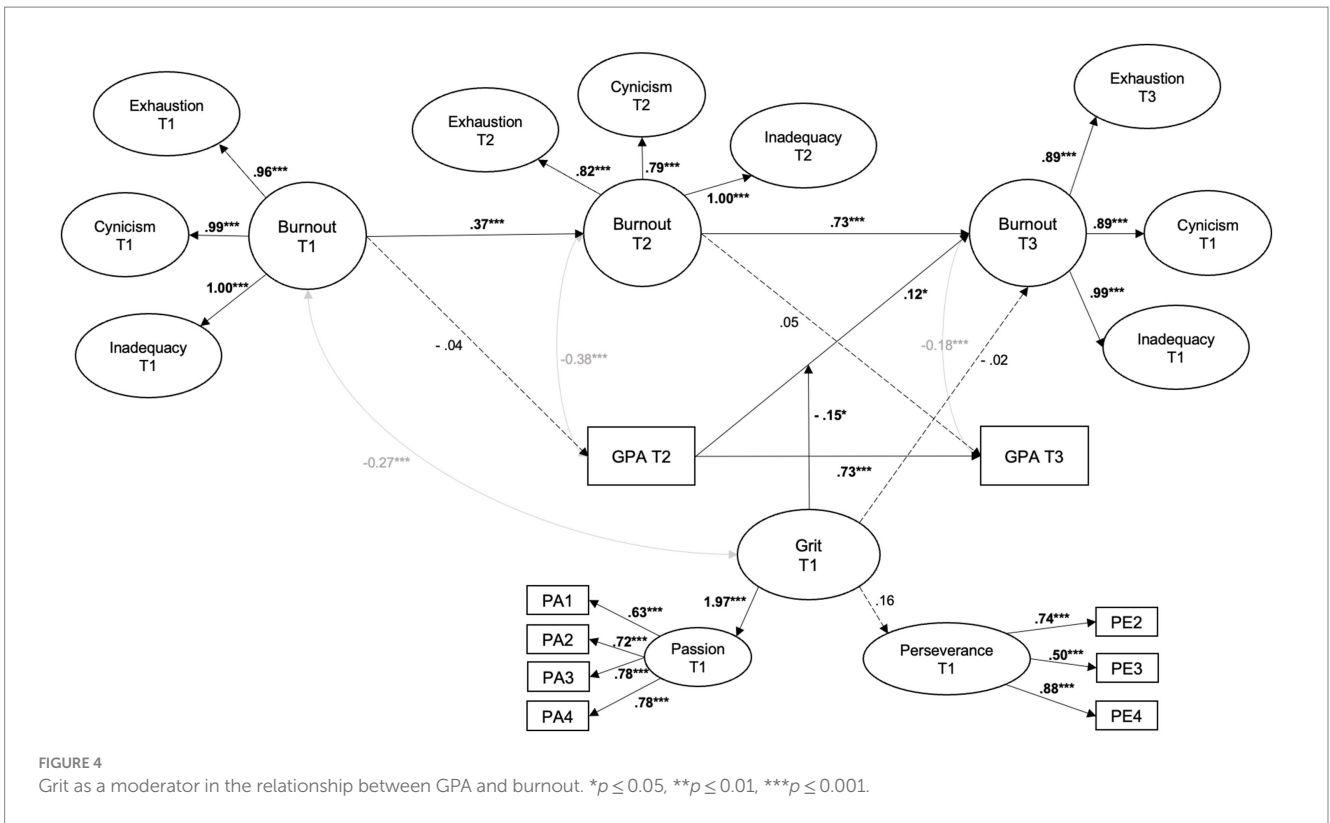 Exhaustion
T1
Cynicism
T1
Inadequacy
T1
.96***
.99***
1.00***
Burnout
T1
.37***
Exhaustion
T2
Cynicism
T2
Inadequacy
T2
.82***
.79***
1.00***
Burnout
T2
.73***
Exhaustion
T3
.89***
Burnout
T3
.89***
Cynicism
T1
.99***
Inadequacy
T1
- .04
-0.38***
.12*
.05
-0.18***
- .02
- .15*
GPA T2
.73***
GPA T3
-0.27***
Grit
T1
1.97***
.16
PA1
PA2
PA3
PA4
.63***
.72***
.78***
.78***
Passion
T1
Perseverance
T1
.74***
.50***
.88***
PE2
PE3
PE4
FIGURE 4
Grit as a moderator in the relationship between GPA and burnout. *p ≤ 0.05, **p ≤ 0.01, ***p ≤ 0.001.